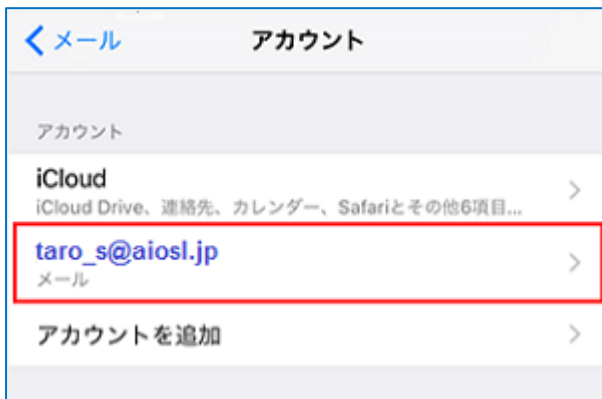 メール アカウント
アカウント
iCloud
iCloud Drive、連絡先、カレンダー、Safariとその他6項目...
taro_s@aiosl.jp
メール
アカウントを追加